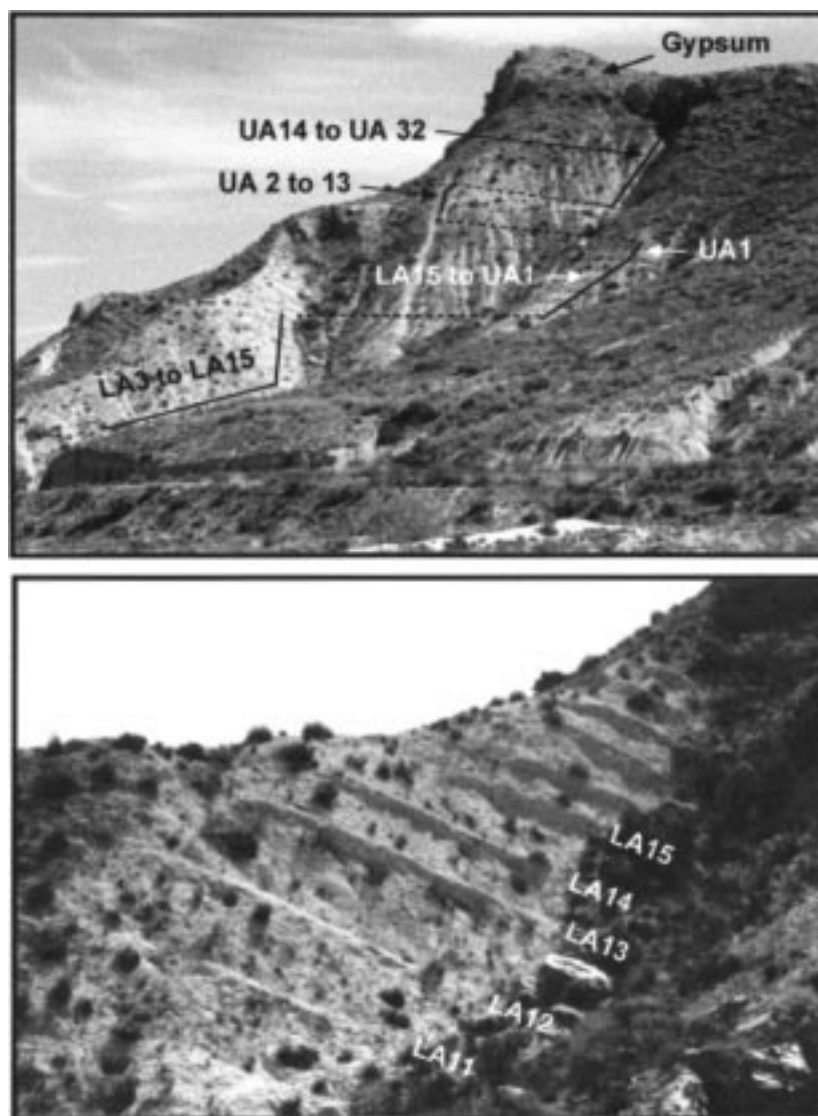 Gypsum
UA14 to UA 32
UA 2 to 13
UA1
LA15 to UA1
LA3 to LA15
LA15
LA14
LA13
LA12
LA11